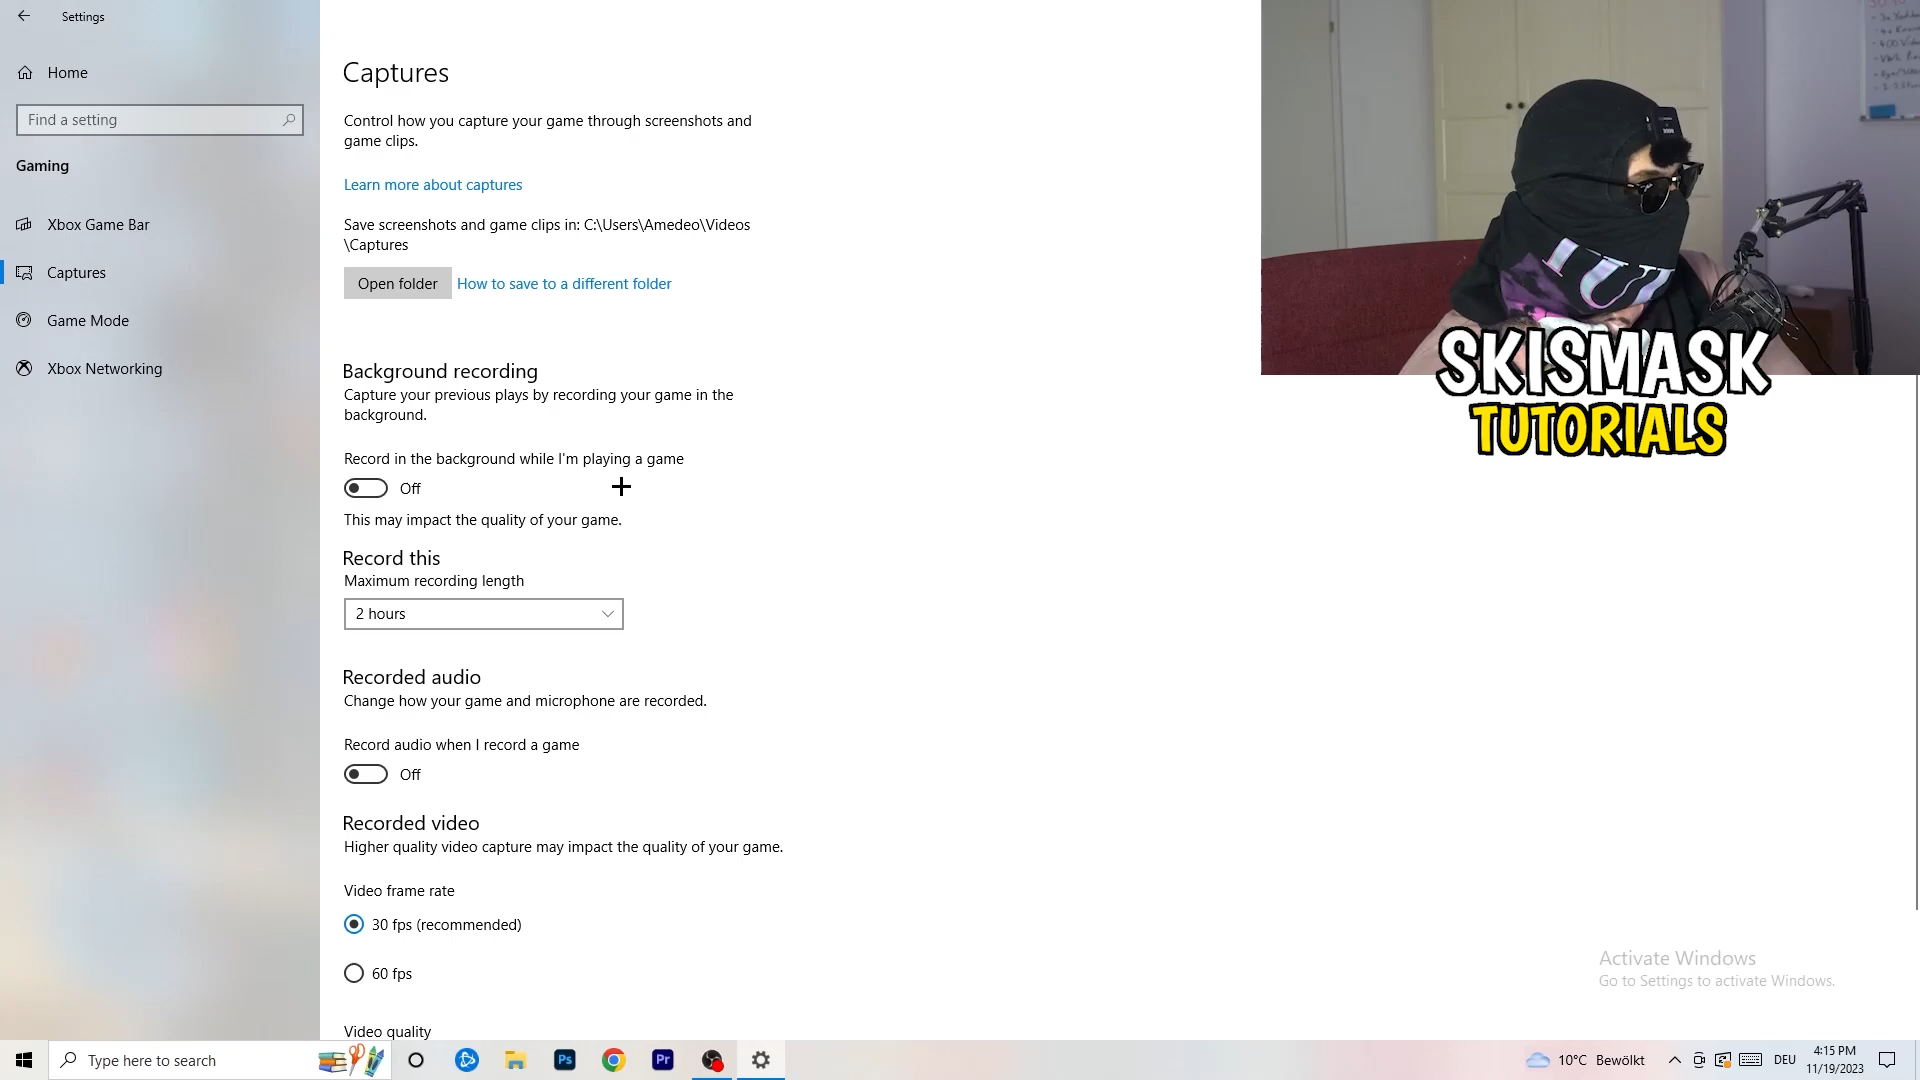 Settings
Home
Find a setting
Gaming
Xbox Game Bar
Captures
Game Mode
Xbox Networking
Captures
Control how you capture your game through screenshots and
game clips.
Learn more about captures
Save screenshots and game clips in: C:\Users\Amedeo\Videos
\Captures
Open folder
How to save to a different folder
Background recording
Capture your previous plays by recording your game in the
background.
Record in the background while I'm playing a game
Off
This may impact the quality of your game.
Record this
Maximum recording length
2 hours
Recorded audio
Change how your game and microphone are recorded.
Record audio when I record a game
Off
Recorded video
Higher quality video capture may impact the quality of your game.
Video frame rate
30 fps (recommended)
60 fps
Video quality
SKISMASK
TUTORIALS
Activate Windows
Go to Settings to activate Windows.
Type here to search
Ps
Pr
10°C Bewölkt
DEU
4:15 PM
11/19/2023